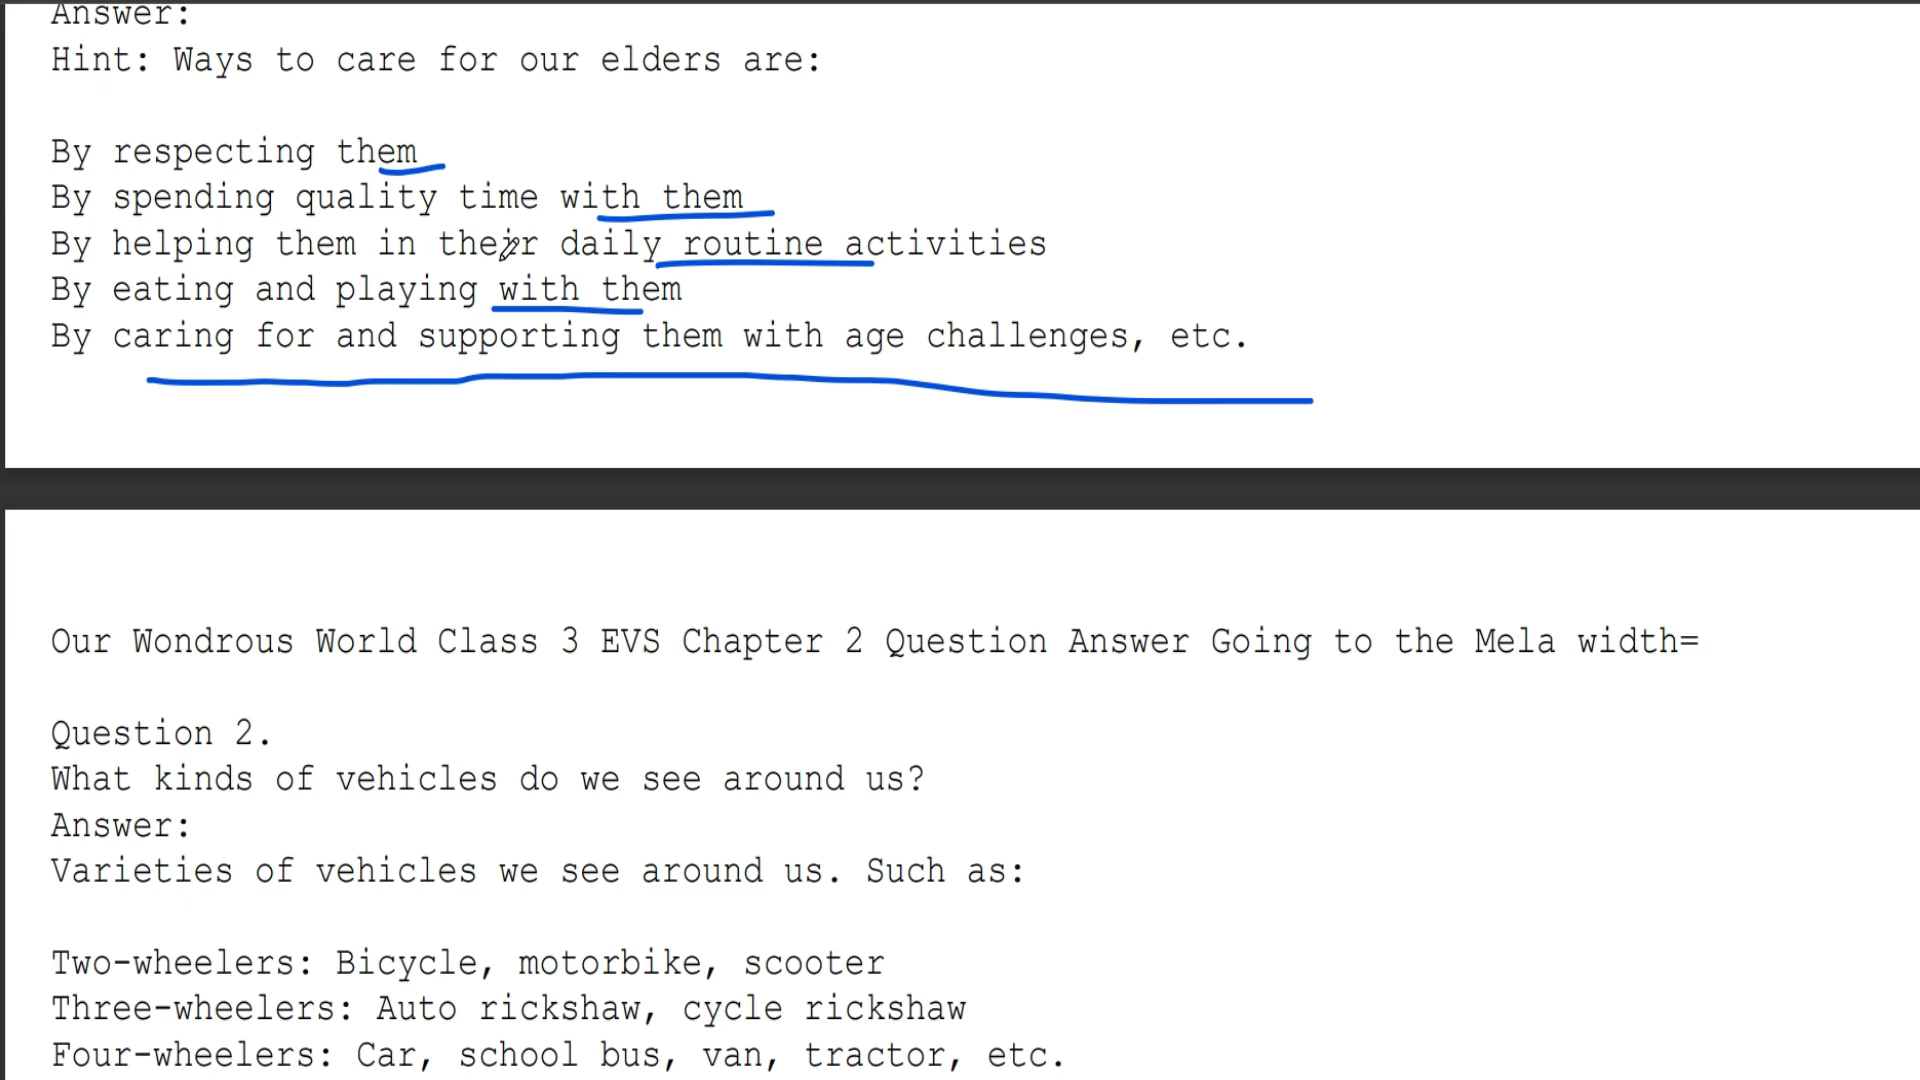 Answer:
Hint: Ways to care for our elders are:
By respecting them
By spending quality time with them
By helping them in their daily routine activities
By eating and playing with them
By caring for and supporting them with age challenges, etc.
Our Wondrous World Class 3 EVS Chapter 2 Question Answer Going to the Mela width=
Question 2.
What kinds of vehicles do we see around us?
Answer:
Varieties of vehicles we see around us. Such as:
Two-wheelers: Bicycle, motorbike, scooter
Three-wheelers: Auto rickshaw, cycle rickshaw
Four-wheelers: Car, school bus, van, tractor, etc.